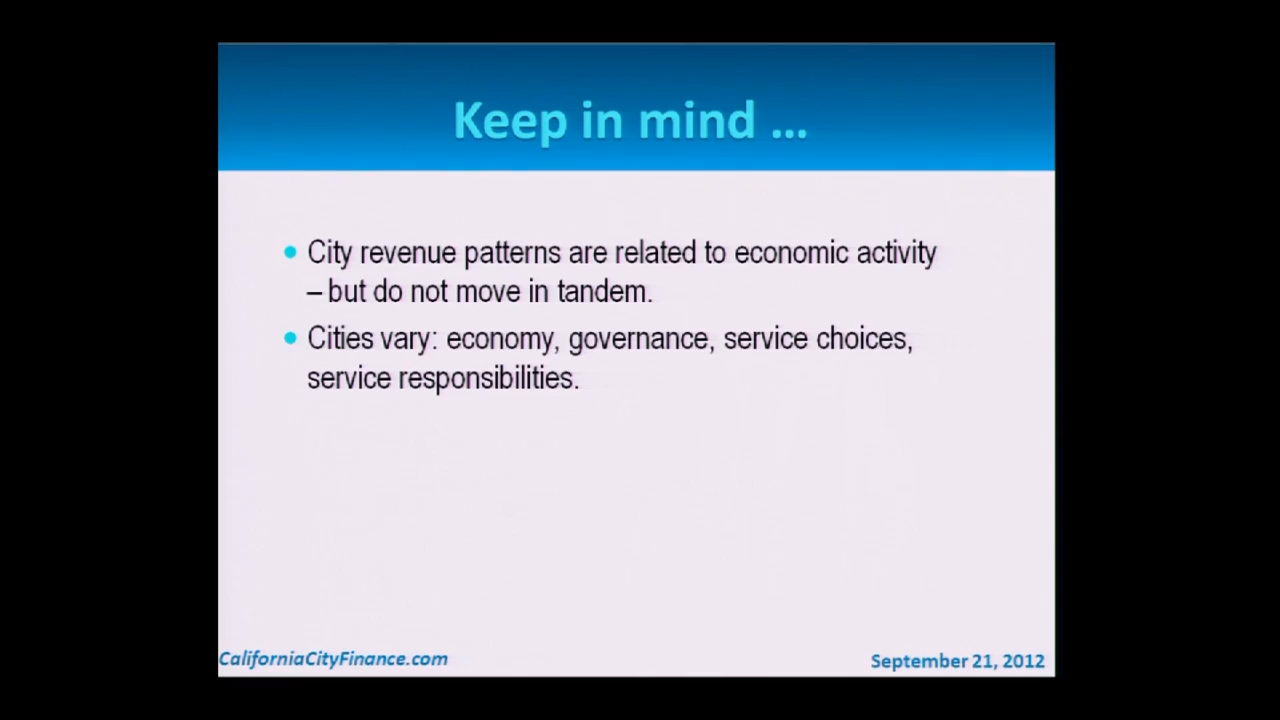 Keep in mind ...
• City revenue patterns are related to economic activity
– but do not move in tandem.
• Cities vary: economy, governance, service choices,
service responsibilities.
CaliforniaCityFinance.com
September 21, 2012